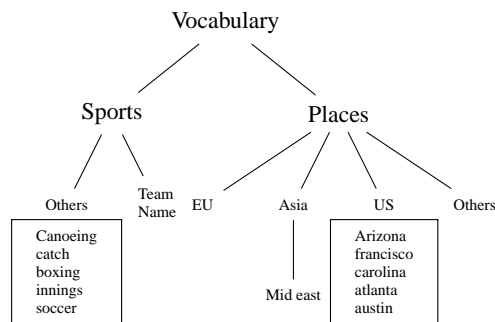 Vocabulary
Sports
Places
Others
Team
Name
EU
Asia
US
Others
Canoeing
catch
boxing
innings
soccer
Mid east
Arizona
francisco
carolina
atlanta
austin